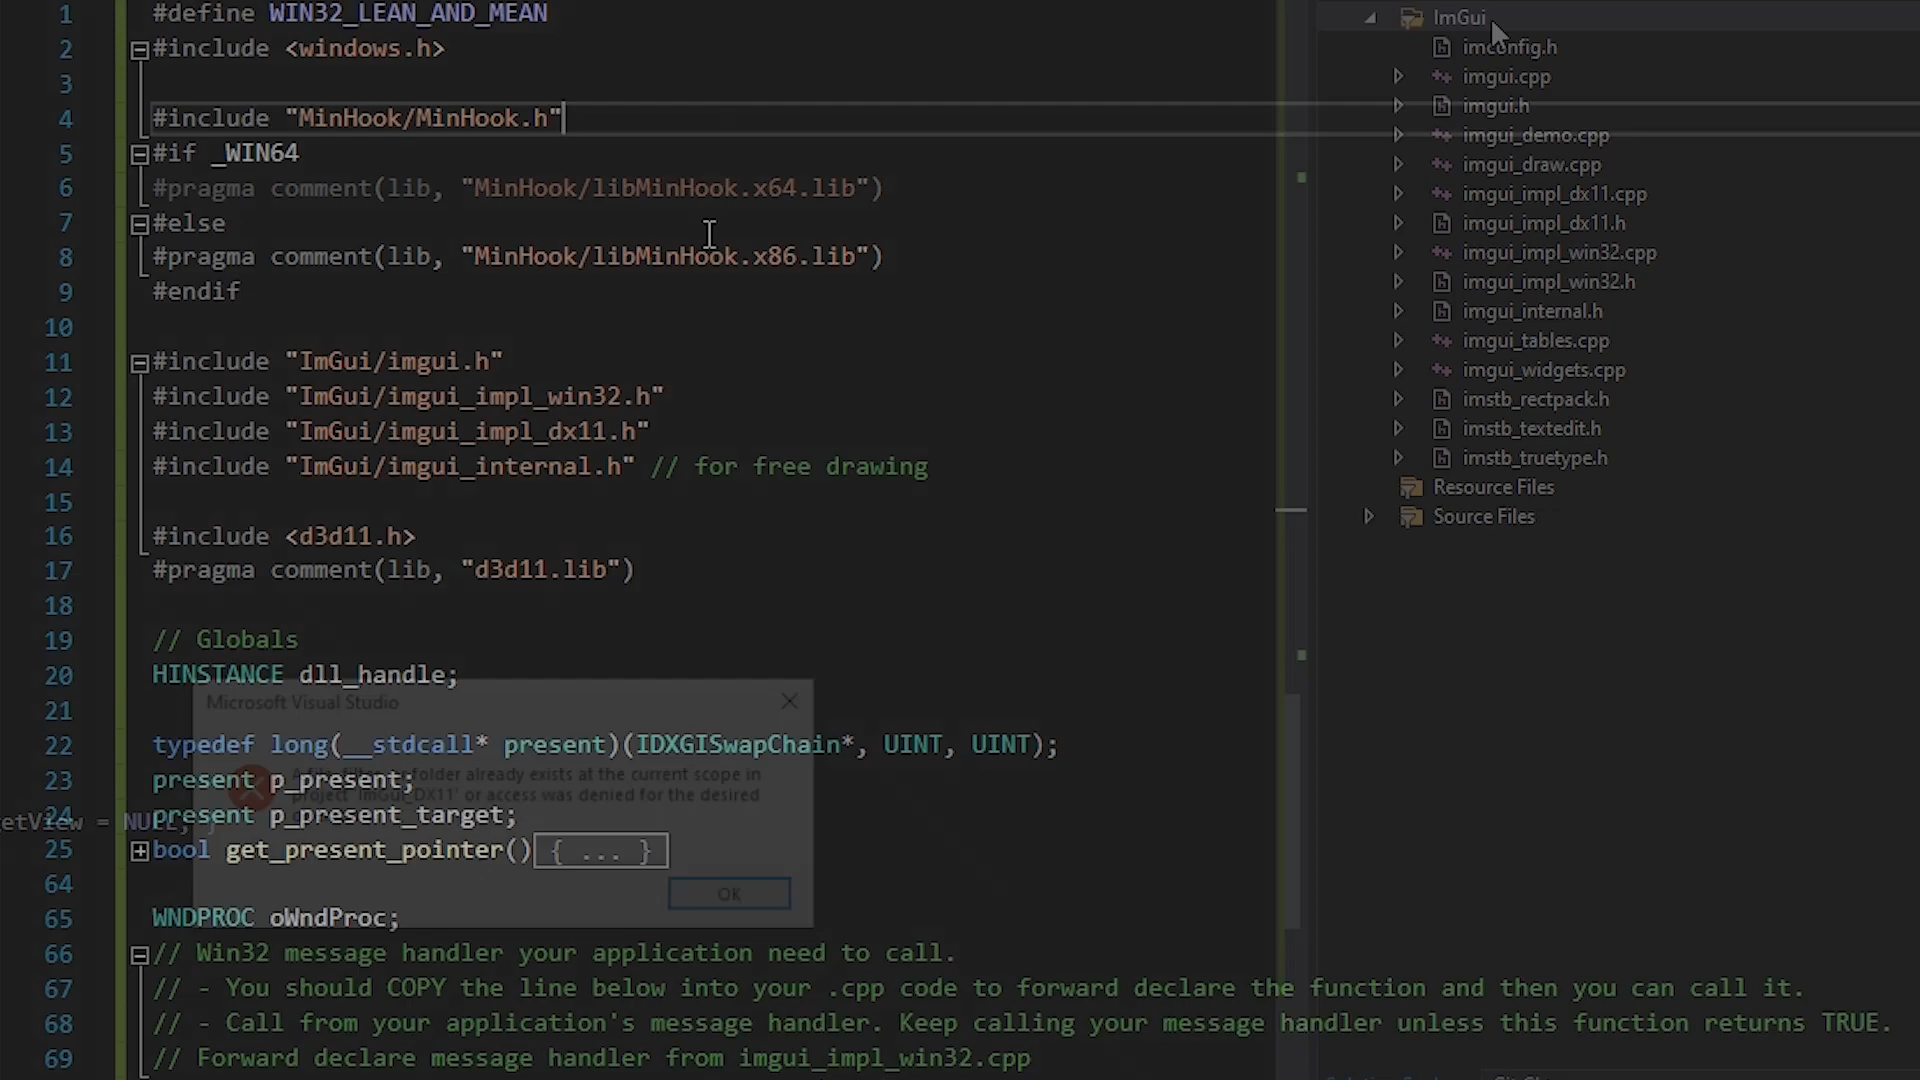 1 #define WIN32_LEAN_AND_MEAN
2 #include <windows.h>
3
4 #include "MinHook/MinHook.h"
5 #if _WIN64
6 #pragma comment(lib, "MinHook/libMinHook.x64.lib")
7 #else
8 #pragma comment(lib, "MinHook/libMinHook.x86.lib")
9 #endif
10
11 #include "ImGui/imgui.h"
12 #include "ImGui/imgui_impl_win32.h"
13 #include "ImGui/imgui_impl_dx11.h"
14 #include "ImGui/imgui_internal.h" // for free drawing
15
16 #include <d3d11.h>
17 #pragma comment(lib, "d3d11.lib")
18
19 // Globals
20 HINSTANCE dll_handle;
21
22 typedef long(__stdcall* present)(IDXGISwapChain*, UINT, UINT);
23 present p_present;
24 present p_present_target;
25 bool get_present_pointer() { ... }
64
65 WNDPROC oWndProc;
66 // Win32 message handler your application need to call.
67 // - You should COPY the line below into your .cpp code to forward declare the function and then you can call it.
68 // - Call from your application's message handler. Keep calling your message handler unless this function returns TRUE.
69 // Forward declare message handler from imgui_impl_win32.cpp
etView = NULL; }
Microsoft Visual Studio
folder already exists at the current scope in
project 'ImGui_DX11' or access was denied for the desired
OK
ImGui
imconfig.h
imgui.cpp
imgui.h
imgui_demo.cpp
imgui_draw.cpp
imgui_impl_dx11.cpp
imgui_impl_dx11.h
imgui_impl_win32.cpp
imgui_impl_win32.h
imgui_internal.h
imgui_tables.cpp
imgui_widgets.cpp
imstb_rectpack.h
imstb_textedit.h
imstb_truetype.h
Resource Files
Source Files